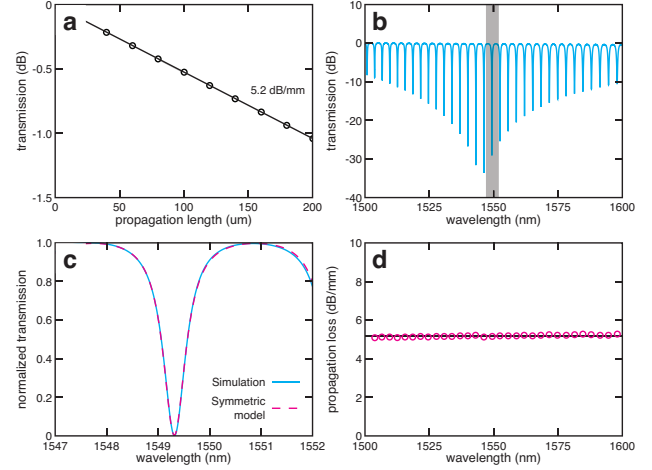 a
0
-0.5
-1.0
-1.5
transmission (dB)
5.2 dB/mm
0 50 100 150 200
propagation length (um)
b
10
0
-10
-20
-30
-40
transmission (dB)
1500 1525 1550 1575 1600
wavelength (nm)
c
1.0
0.8
0.6
0.4
0.2
0
normalized transmission
Simulation
Symmetric
model
1547 1548 1549 1550 1551 1552
wavelength (nm)
d
10
8
6
4
2
0
propagation loss (dB/mm)
1500 1525 1550 1575 1600
wavelength (nm)